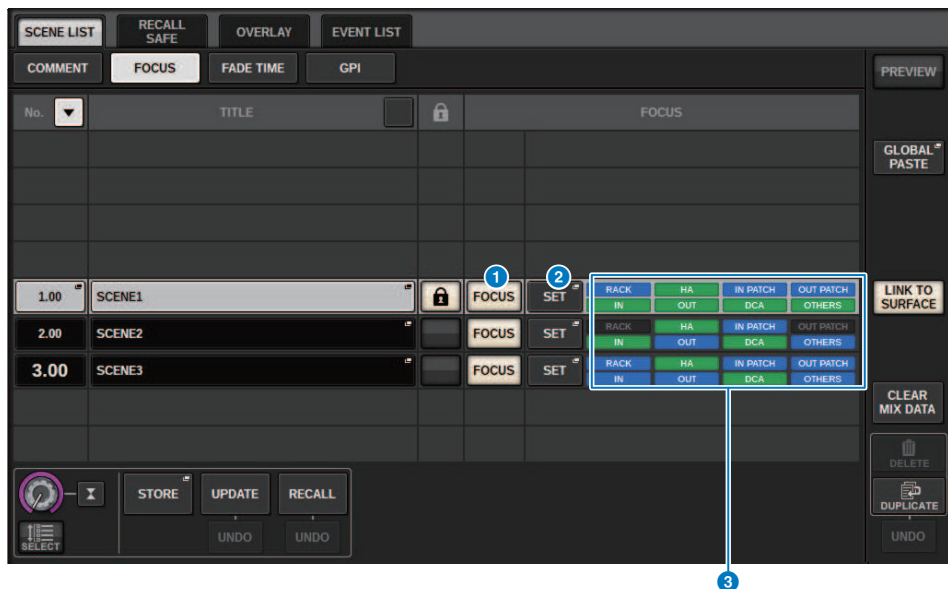 SCENE LIST
RECALL
SAFE
OVERLAY
EVENT LIST
COMMENT
FOCUS
FADE TIME
GPI
PREVIEW
No.
TITLE
FOCUS
GLOBAL
PASTE
1
2
1.00
SCENE1
FOCUS
SET
RACK
HA
IN PATCH
OUT PATCH
IN
OUT
DCA
OTHERS
LINK TO
SURFACE
2.00
SCENE2
FOCUS
SET
RACK
HA
IN PATCH
OUT PATCH
IN
OUT
DCA
OTHERS
3.00
SCENE3
FOCUS
SET
RACK
HA
IN PATCH
OUT PATCH
IN
OUT
DCA
OTHERS
CLEAR
MIX DATA
DELETE
STORE
UPDATE
RECALL
DUPLICATE
SELECT
UNDO
UNDO
UNDO
3